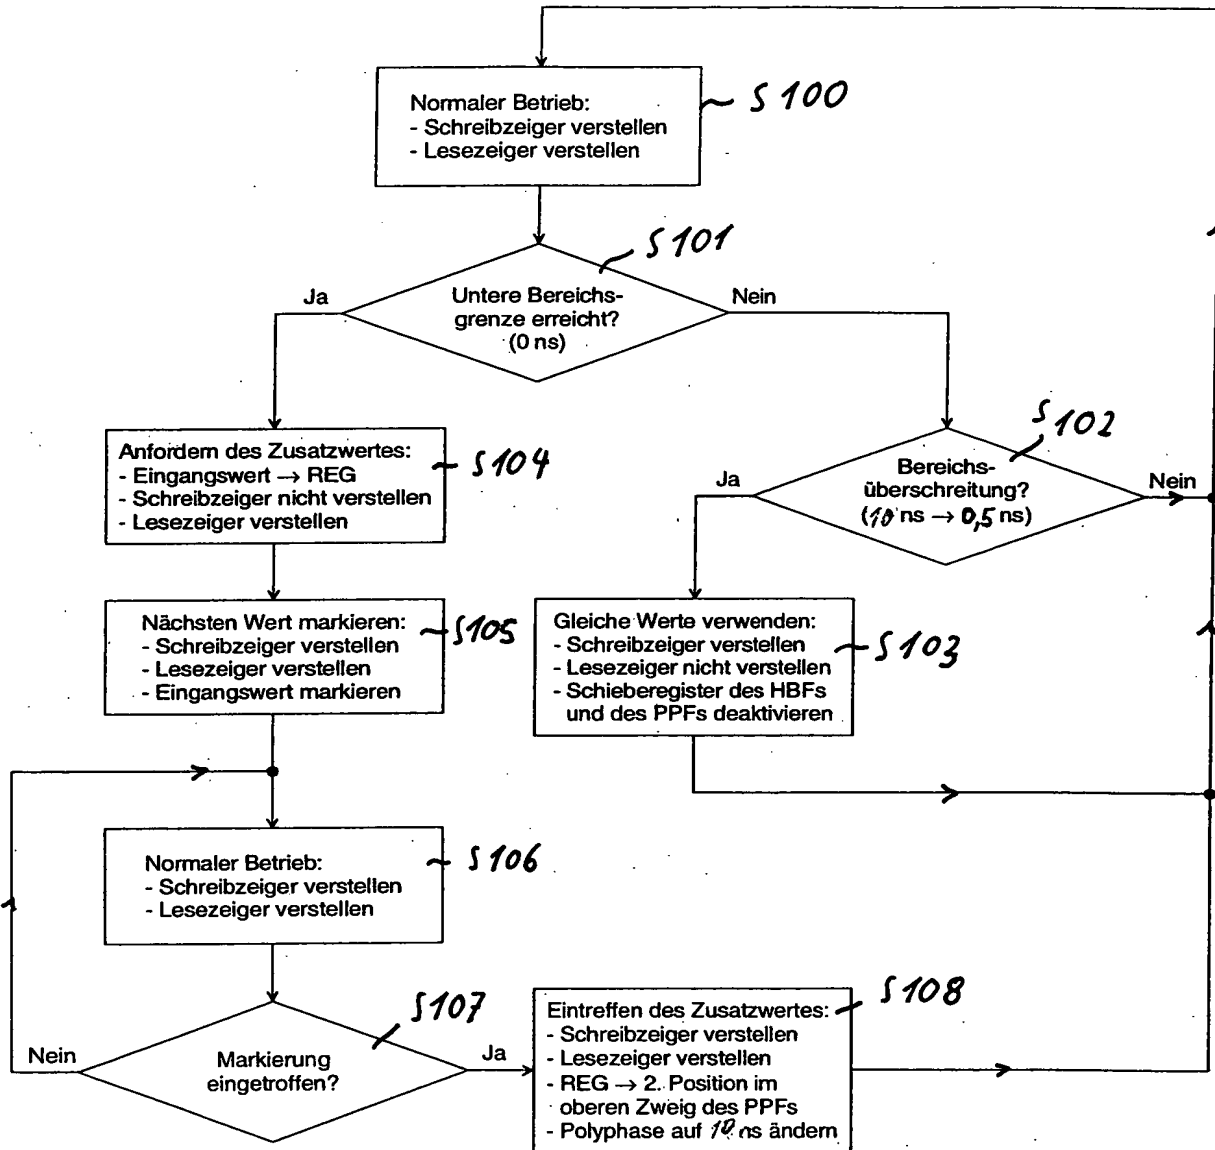 Normaler Betrieb:
- Schreibzeiger verstellen
- Lesezeiger verstellen
S 100
S 101
Ja
Untere Bereichs-
grenze erreicht?
(0 ns)
Nein
S 102
Anfordern des Zusatzwertes:
- Eingangswert → REG
- Schreibzeiger nicht verstellen
- Lesezeiger verstellen
S 104
Ja
Bereichs-
überschreitung?
(10 ns → 0,5 ns)
Nein
Nächsten Wert markieren:
- Schreibzeiger verstellen
- Lesezeiger verstellen
- Eingangswert markieren
S105
Gleiche Werte verwenden:
- Schreibzeiger verstellen
- Lesezeiger nicht verstellen
- Schieberegister des HBFs
und des PPFs deaktivieren
S 103
Normaler Betrieb:
- Schreibzeiger verstellen
- Lesezeiger verstellen
S 106
S107
Nein
Markierung
eingetroffen?
Ja
Eintreffen des Zusatzwertes:
- Schreibzeiger verstellen
- Lesezeiger verstellen
- REG → 2. Position im
oberen Zweig des PPFs
- Polyphase auf 10 ns ändern
S 108